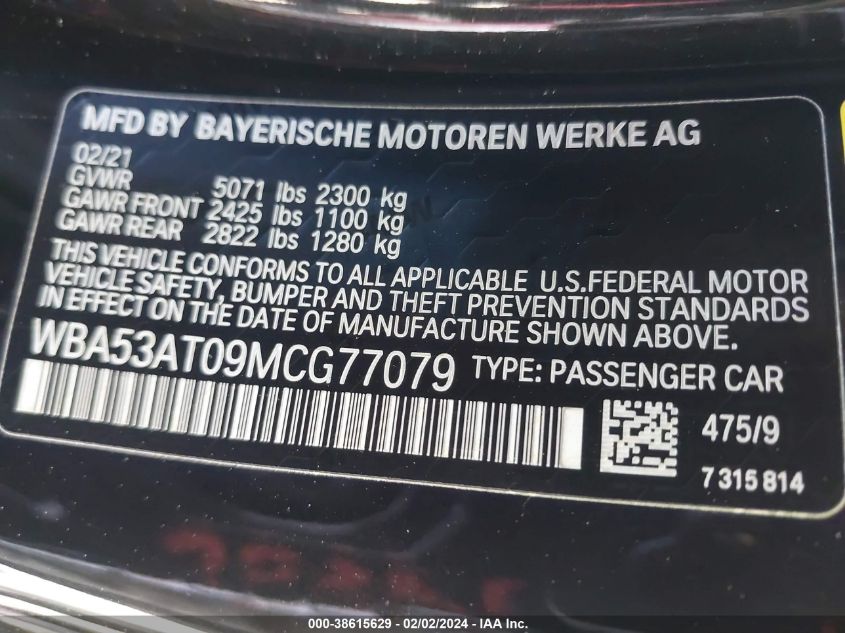 MFD BY BAYERISCHE MOTOREN WERKE AG
02/21
GVWR 5071 lbs 2300 kg
GAWR FRONT 2425 lbs 1100 kg
GAWR REAR 2822 lbs 1280 kg
THIS VEHICLE CONFORMS TO ALL APPLICABLE U.S.FEDERAL MOTOR
VEHICLE SAFETY, BUMPER AND THEFT PREVENTION STANDARDS
IN EFFECT ON THE DATE OF MANUFACTURE SHOWN ABOVE.
WBA53AT09MCG77079 TYPE: PASSENGER CAR
475/9
7 315 814
000-38615629 - 02/02/2024 - IAA Inc.